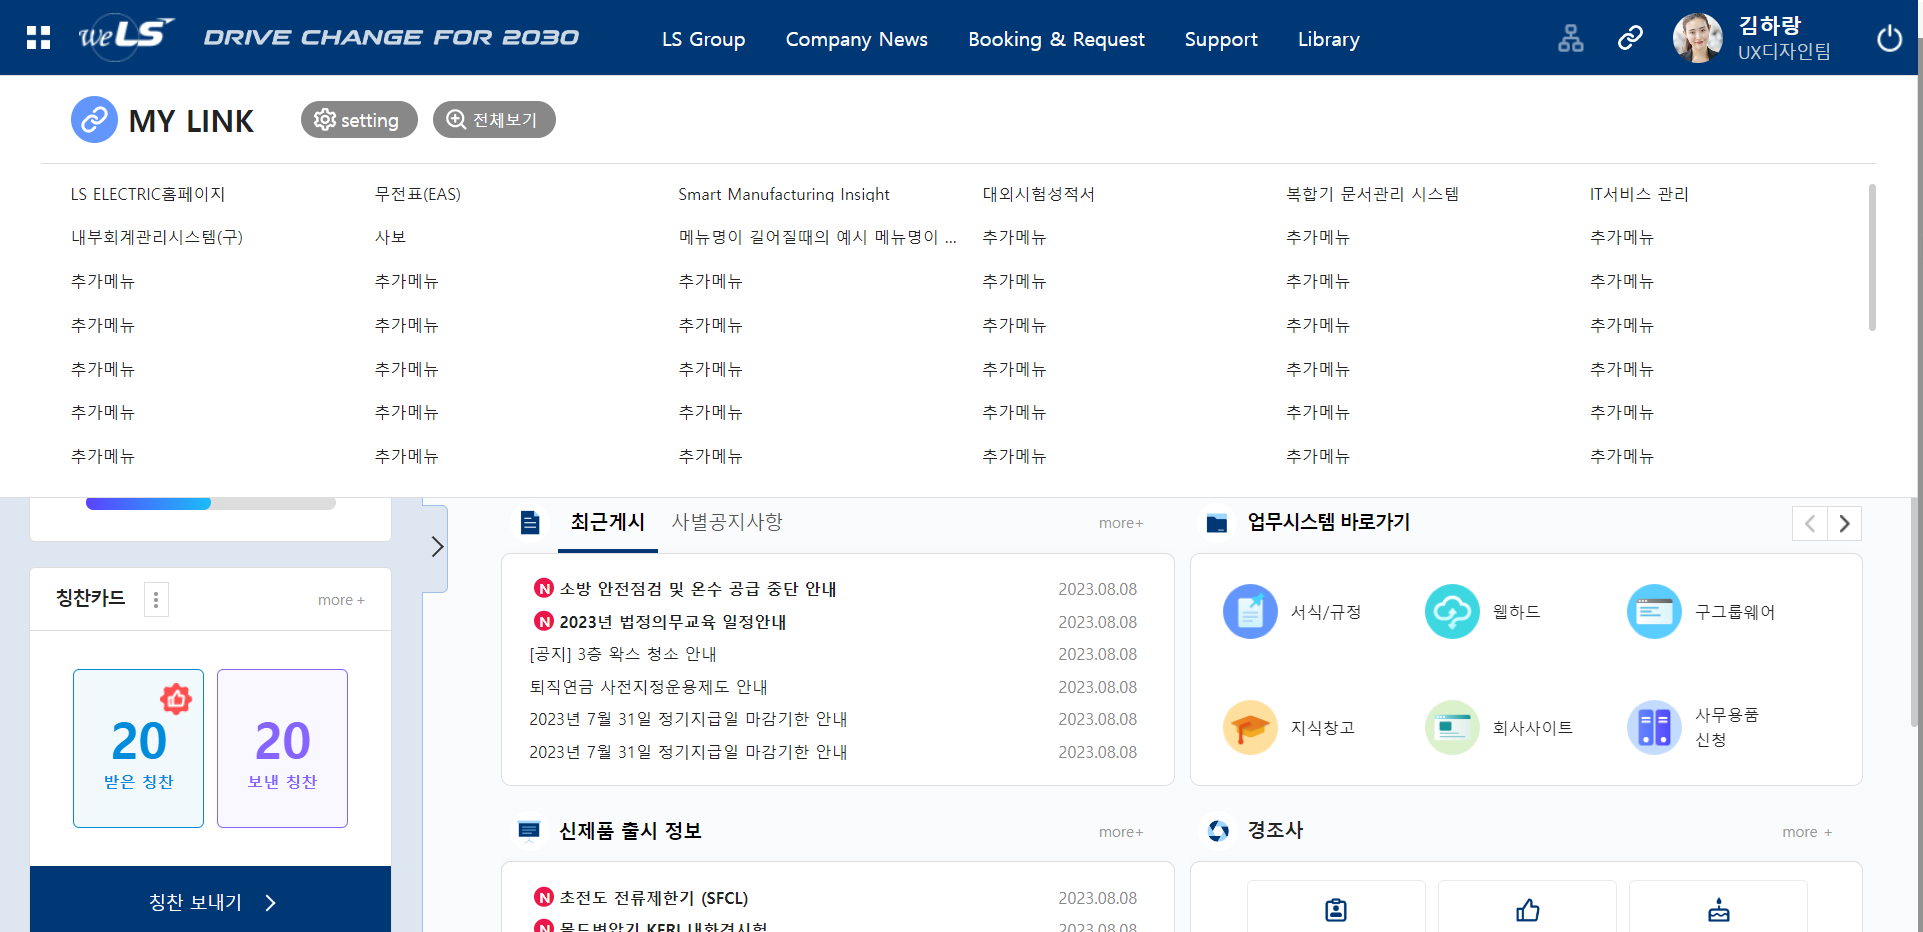 weLS DRIVE CHANGE FOR 2030 LS Group Company News Booking & Request Support Library 김하랑
UX디자인팀
MY LINK setting 전체보기
LS ELECTRIC홈페이지 무전표(EAS) Smart Manufacturing Insight 대외시험성적서 복합기 문서관리 시스템 IT서비스 관리
내부회계관리시스템(구) 사보 메뉴명이 길어질때의 예시 메뉴명이 ... 추가메뉴 추가메뉴 추가메뉴
추가메뉴 추가메뉴 추가메뉴 추가메뉴 추가메뉴 추가메뉴
추가메뉴 추가메뉴 추가메뉴 추가메뉴 추가메뉴 추가메뉴
추가메뉴 추가메뉴 추가메뉴 추가메뉴 추가메뉴 추가메뉴
추가메뉴 추가메뉴 추가메뉴 추가메뉴 추가메뉴 추가메뉴
추가메뉴 추가메뉴 추가메뉴 추가메뉴 추가메뉴 추가메뉴
칭찬카드 more +
20 20
받은 칭찬 보낸 칭찬
칭찬 보내기
최근게시 사별공지사항 more+
N 소방 안전점검 및 온수 공급 중단 안내 2023.08.08
N 2023년 법정의무교육 일정안내 2023.08.08
[공지] 3층 왁스 청소 안내 2023.08.08
퇴직연금 사전지정운용제도 안내 2023.08.08
2023년 7월 31일 정기지급일 마감기한 안내 2023.08.08
2023년 7월 31일 정기지급일 마감기한 안내 2023.08.08
업무시스템 바로가기
서식/규정 웹하드 구그룹웨어
지식창고 회사사이트 사무용품
신청
신제품 출시 정보 more+
N 초전도 전류제한기 (SFCL) 2023.08.08
N 몰드변압기 KERI 내화경시험 2023.08.08
경조사 more +